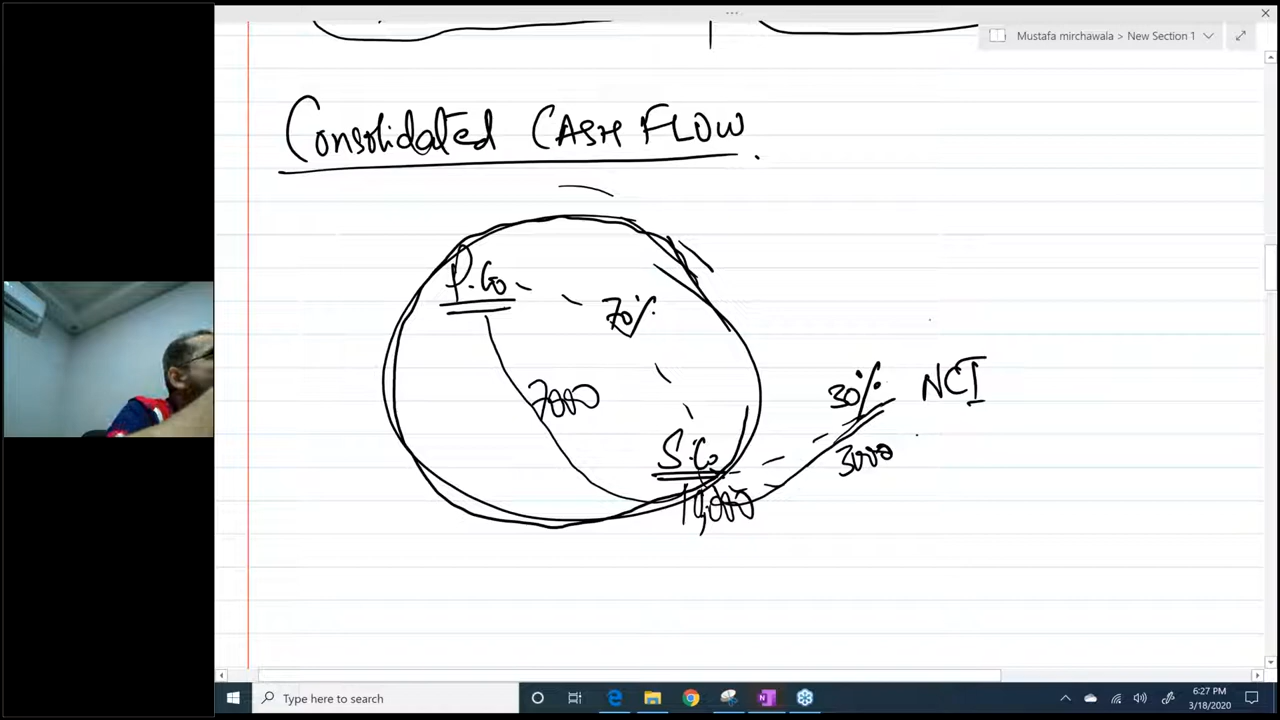 Mustafa mirchawala > New Section 1
Consolidated CASH FLOW.
P.Co
70%
7000
30%
NCI
S.Co
3000
10,000
Type here to search
6:27 PM
3/18/2020